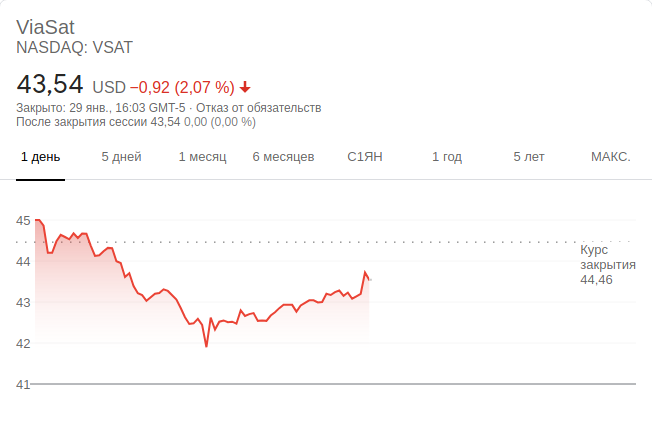 ViaSat
NASDAQ: VSAT
43,54 USD −0,92 (2,07 %)
Закрыто: 29 янв., 16:03 GMT-5 · Отказ от обязательств
После закрытия сессии 43,54 0,00 (0,00 %)
1 день 5 дней 1 месяц 6 месяцев С1ЯН 1 год 5 лет МАКС.
45
Курс
закрытия
44,46
44
43
42
41